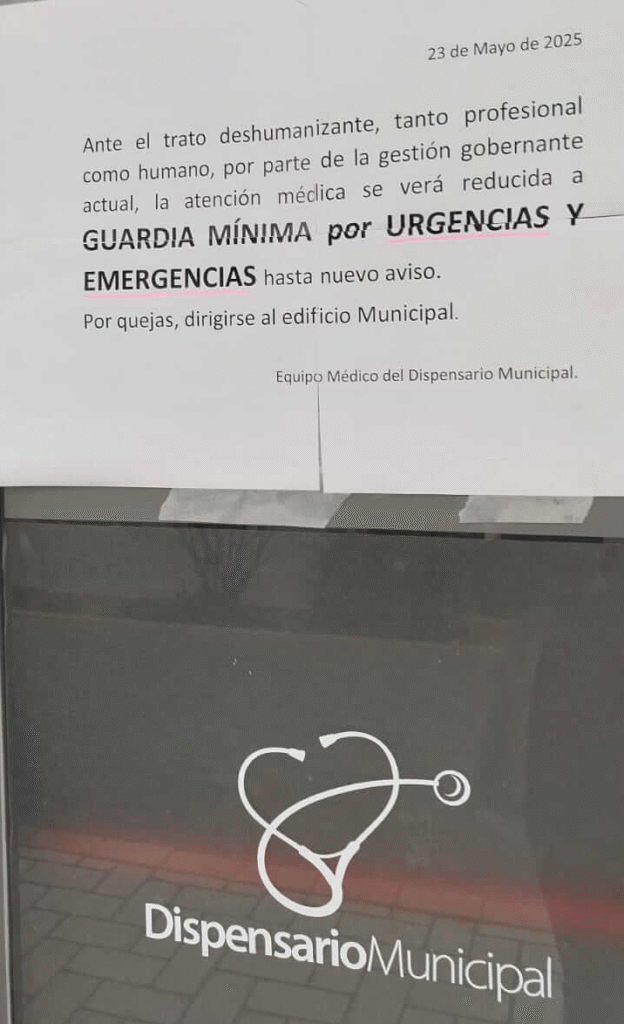 23 de Mayo de 2025
Ante el trato deshumanizante, tanto profesional
como humano, por parte de la gestión gobernante
actual, la atención médica se verá reducida a
GUARDIA MÍNIMA por URGENCIAS Y
EMERGENCIAS hasta nuevo aviso.
Por quejas, dirigirse al edificio Municipal.
Equipo Médico del Dispensario Municipal.
DispensarioMunicipal